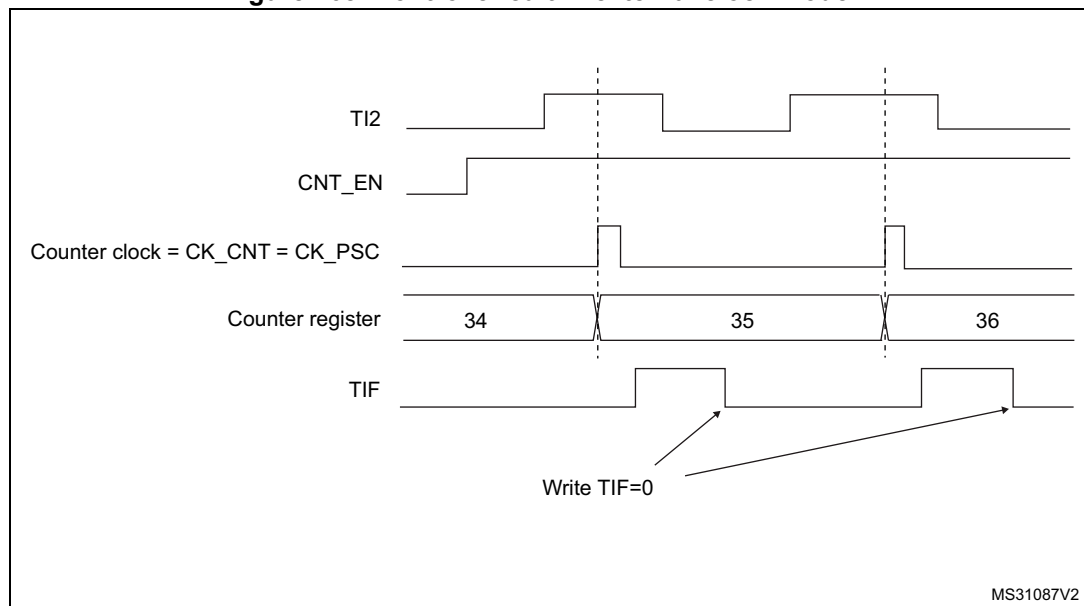 TI2
CNT_EN
Counter clock = CK_CNT = CK_PSC
Counter register
34
35
36
TIF
Write TIF=0
MS31087V2